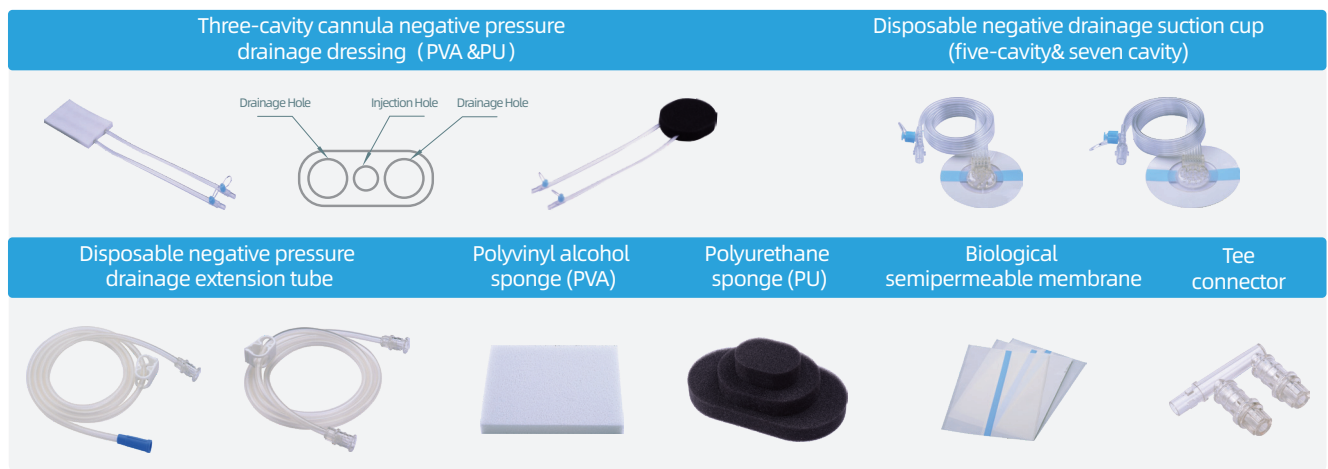 Three-cavity cannula negative pressure
drainage dressing（PVA &PU）
Disposable negative drainage suction cup
(five-cavity& seven cavity)
Drainage Hole
Injection Hole
Drainage Hole
Disposable negative pressure
drainage extension tube
Polyvinyl alcohol
sponge (PVA)
Polyurethane
sponge (PU)
Biological
semipermeable membrane
Tee
connector